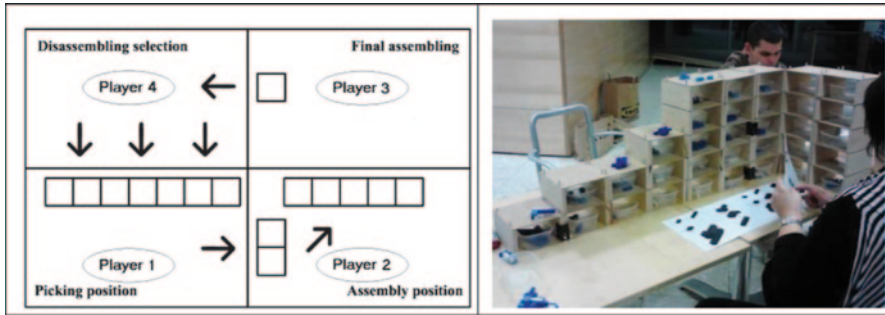 Disassembling selection
Final assembling
Player 4
Player 3
Player 1
Player 2
Picking position
Assembly position